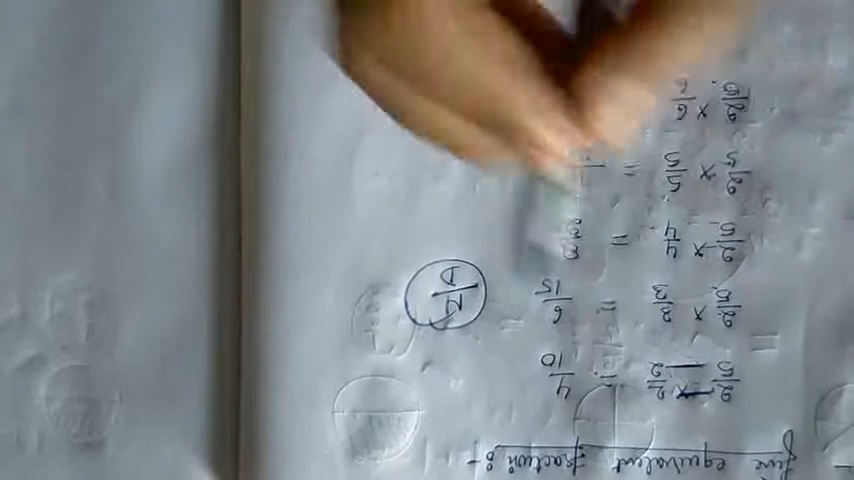 equivalent fraction :-
2/5 × 2/2 = 4/10
2/5 × 3/3 = 6/15
2/5 × 4/4 =
2/5 × 5/5 =
2/5 × 6/6